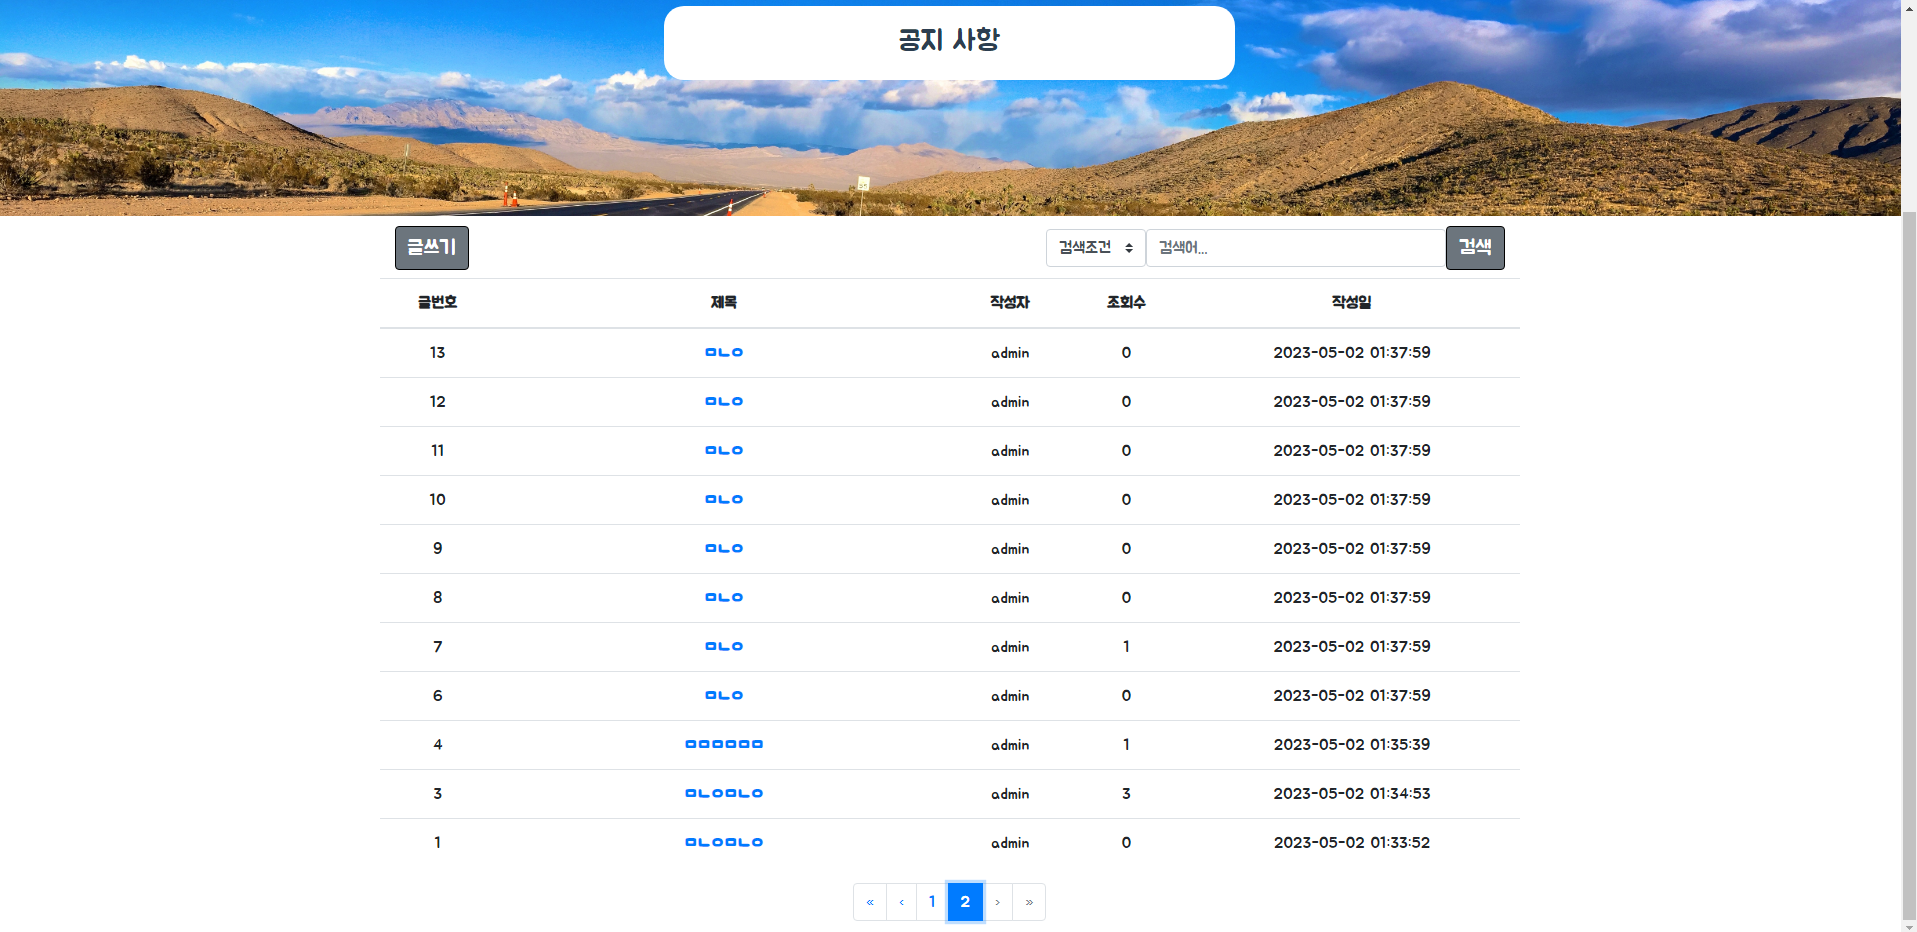 공지 사항
글쓰기 검색조건 검색어... 검색
글번호 제목 작성자 조회수 작성일
13 ㅁㄴㅇ admin 0 2023-05-02 01:37:59
12 ㅁㄴㅇ admin 0 2023-05-02 01:37:59
11 ㅁㄴㅇ admin 0 2023-05-02 01:37:59
10 ㅁㄴㅇ admin 0 2023-05-02 01:37:59
9 ㅁㄴㅇ admin 0 2023-05-02 01:37:59
8 ㅁㄴㅇ admin 0 2023-05-02 01:37:59
7 ㅁㄴㅇ admin 1 2023-05-02 01:37:59
6 ㅁㄴㅇ admin 0 2023-05-02 01:37:59
4 ㅁㅁㅁㅁㅁㅁ admin 1 2023-05-02 01:35:39
3 ㅁㄴㅇㅁㄴㅇ admin 3 2023-05-02 01:34:53
1 ㅁㄴㅇㅁㄴㅇ admin 0 2023-05-02 01:33:52
« ‹ 1 2 › »